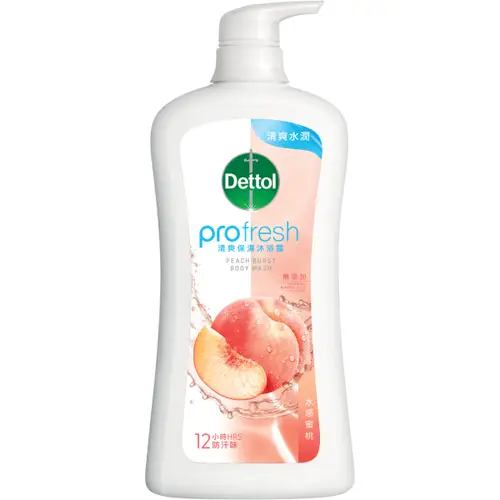 清爽水潤
Dettol
profresh
清爽保濕沐浴露
PEACH BURST
BODY WASH
無添加
水感蜜桃
12小時HRS
防汗味